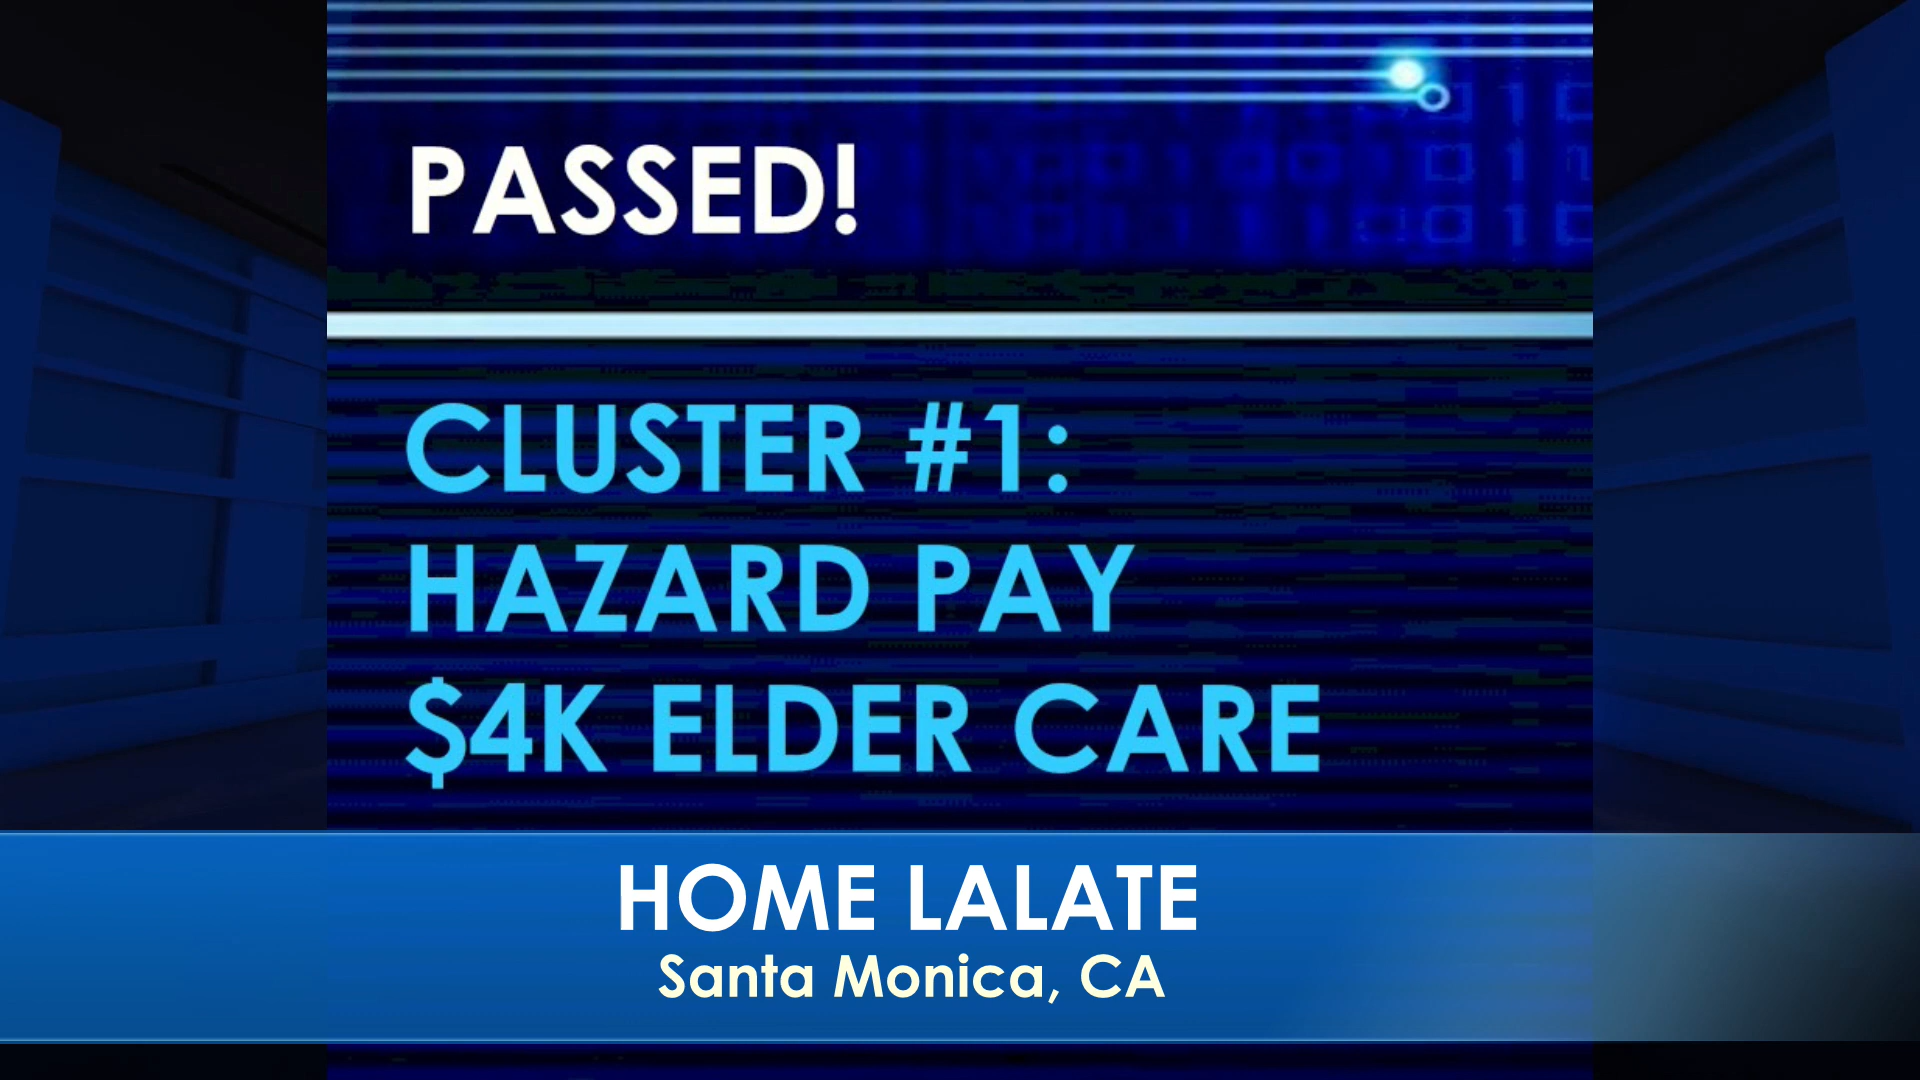 PASSED!
CLUSTER #1:
HAZARD PAY
$4K ELDER CARE
HOME LALATE
Santa Monica, CA